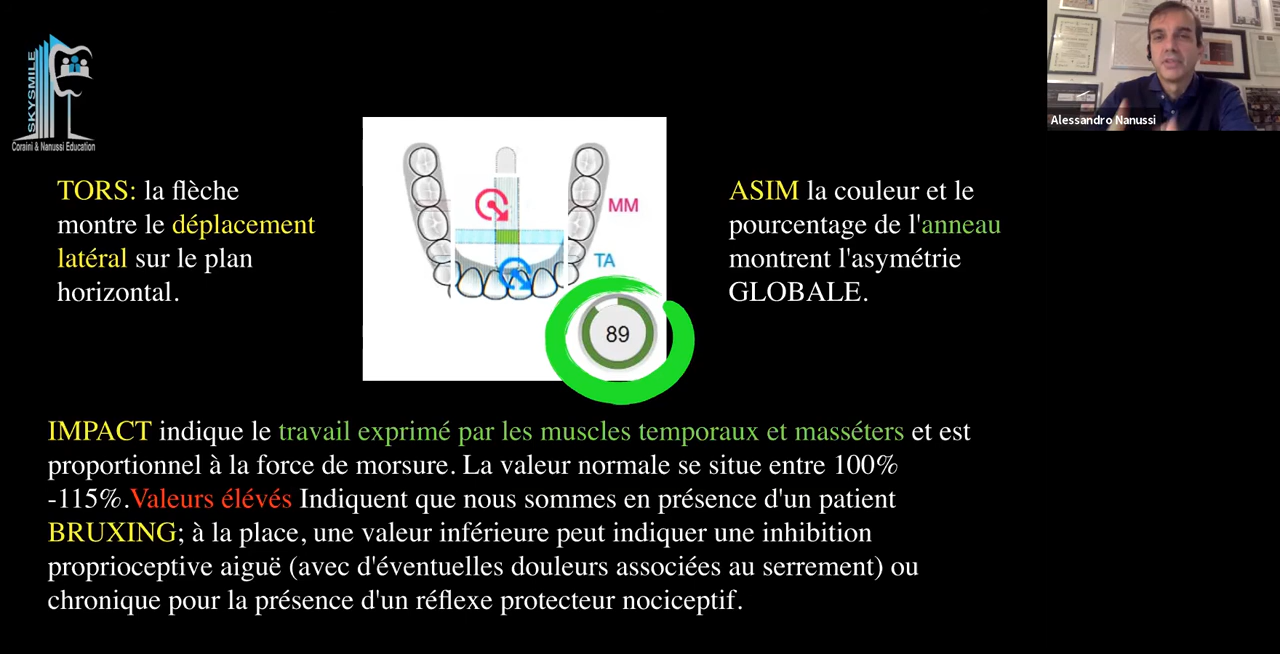 SKYSMILE
Coraini & Nanussi Education
Alessandro Nanussi
TORS: la flèche
montre le déplacement
latéral sur le plan
horizontal.
MM
TA
89
ASIM la couleur et le
pourcentage de l'anneau
montrent l'asymétrie
GLOBALE.
IMPACT indique le travail exprimé par les muscles temporaux et masséters et est
proportionnel à la force de morsure. La valeur normale se situe entre 100%
-115%.Valeurs élévés Indiquent que nous sommes en présence d'un patient
BRUXING; à la place, une valeur inférieure peut indiquer une inhibition
proprioceptive aiguë (avec d'éventuelles douleurs associées au serrement) ou
chronique pour la présence d'un réflexe protecteur nociceptif.